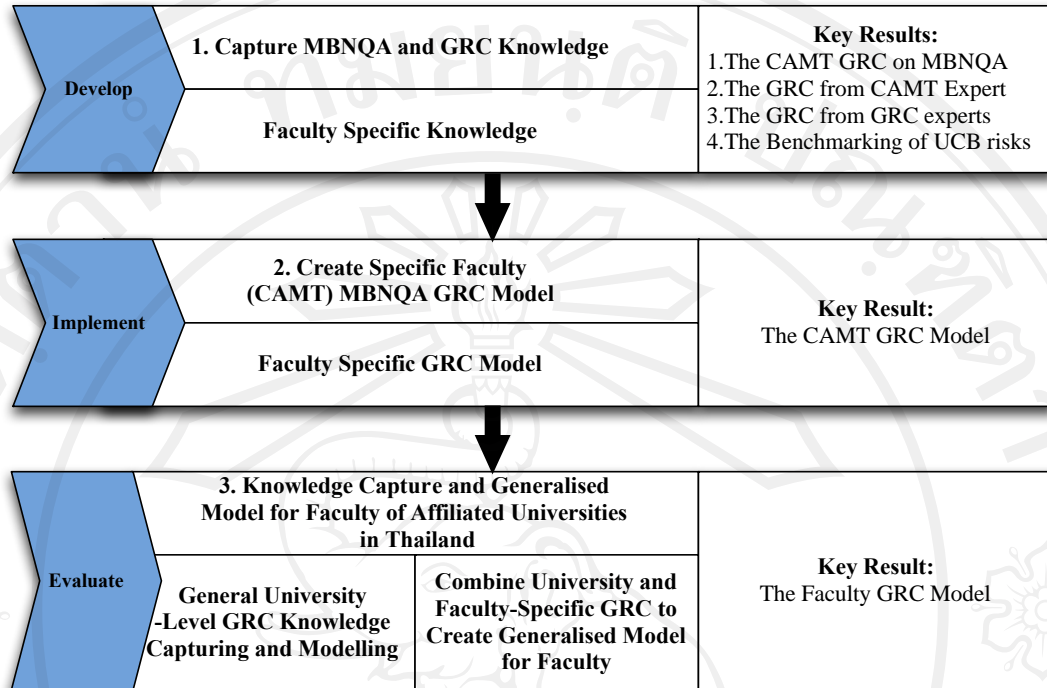 Develop
1. Capture MBNQA and GRC Knowledge
Faculty Specific Knowledge
Key Results:
1.The CAMT GRC on MBNQA
2.The GRC from CAMT Expert
3.The GRC from GRC experts
4.The Benchmarking of UCB risks
Implement
2. Create Specific Faculty
(CAMT) MBNQA GRC Model
Faculty Specific GRC Model
Key Result:
The CAMT GRC Model
Evaluate
3. Knowledge Capture and Generalised
Model for Faculty of Affiliated Universities
in Thailand
General University
-Level GRC Knowledge
Capturing and Modelling
Combine University and
Faculty-Specific GRC to
Create Generalised Model
for Faculty
Key Result:
The Faculty GRC Model